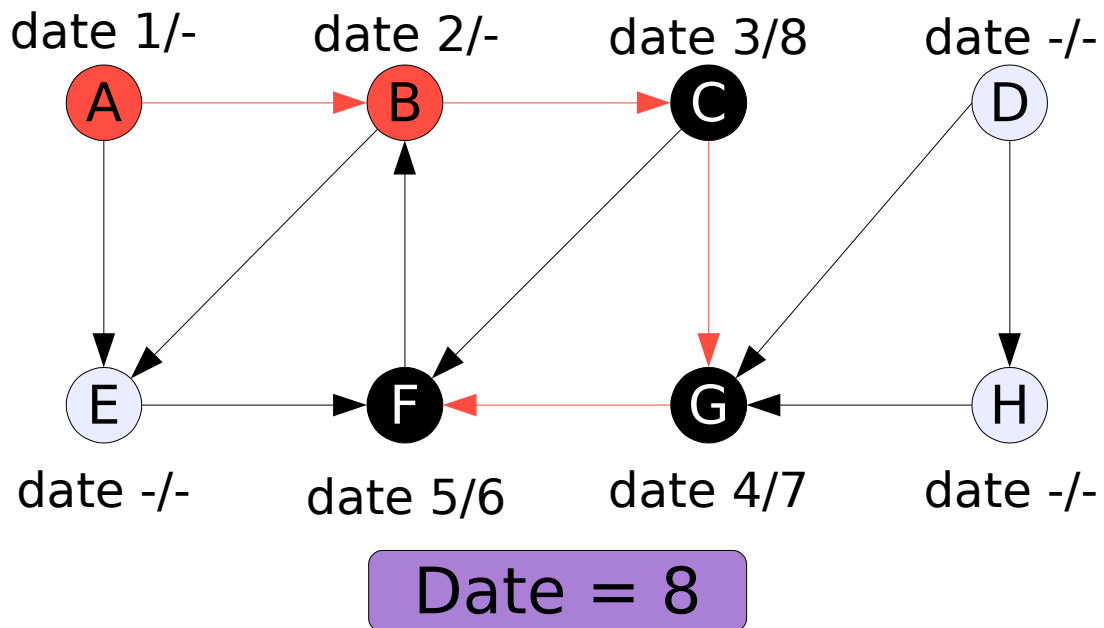 date 1/- date 2/- date 3/8 date -/-
A B C D
E F G H
date -/- date 5/6 date 4/7 date -/-
Date = 8